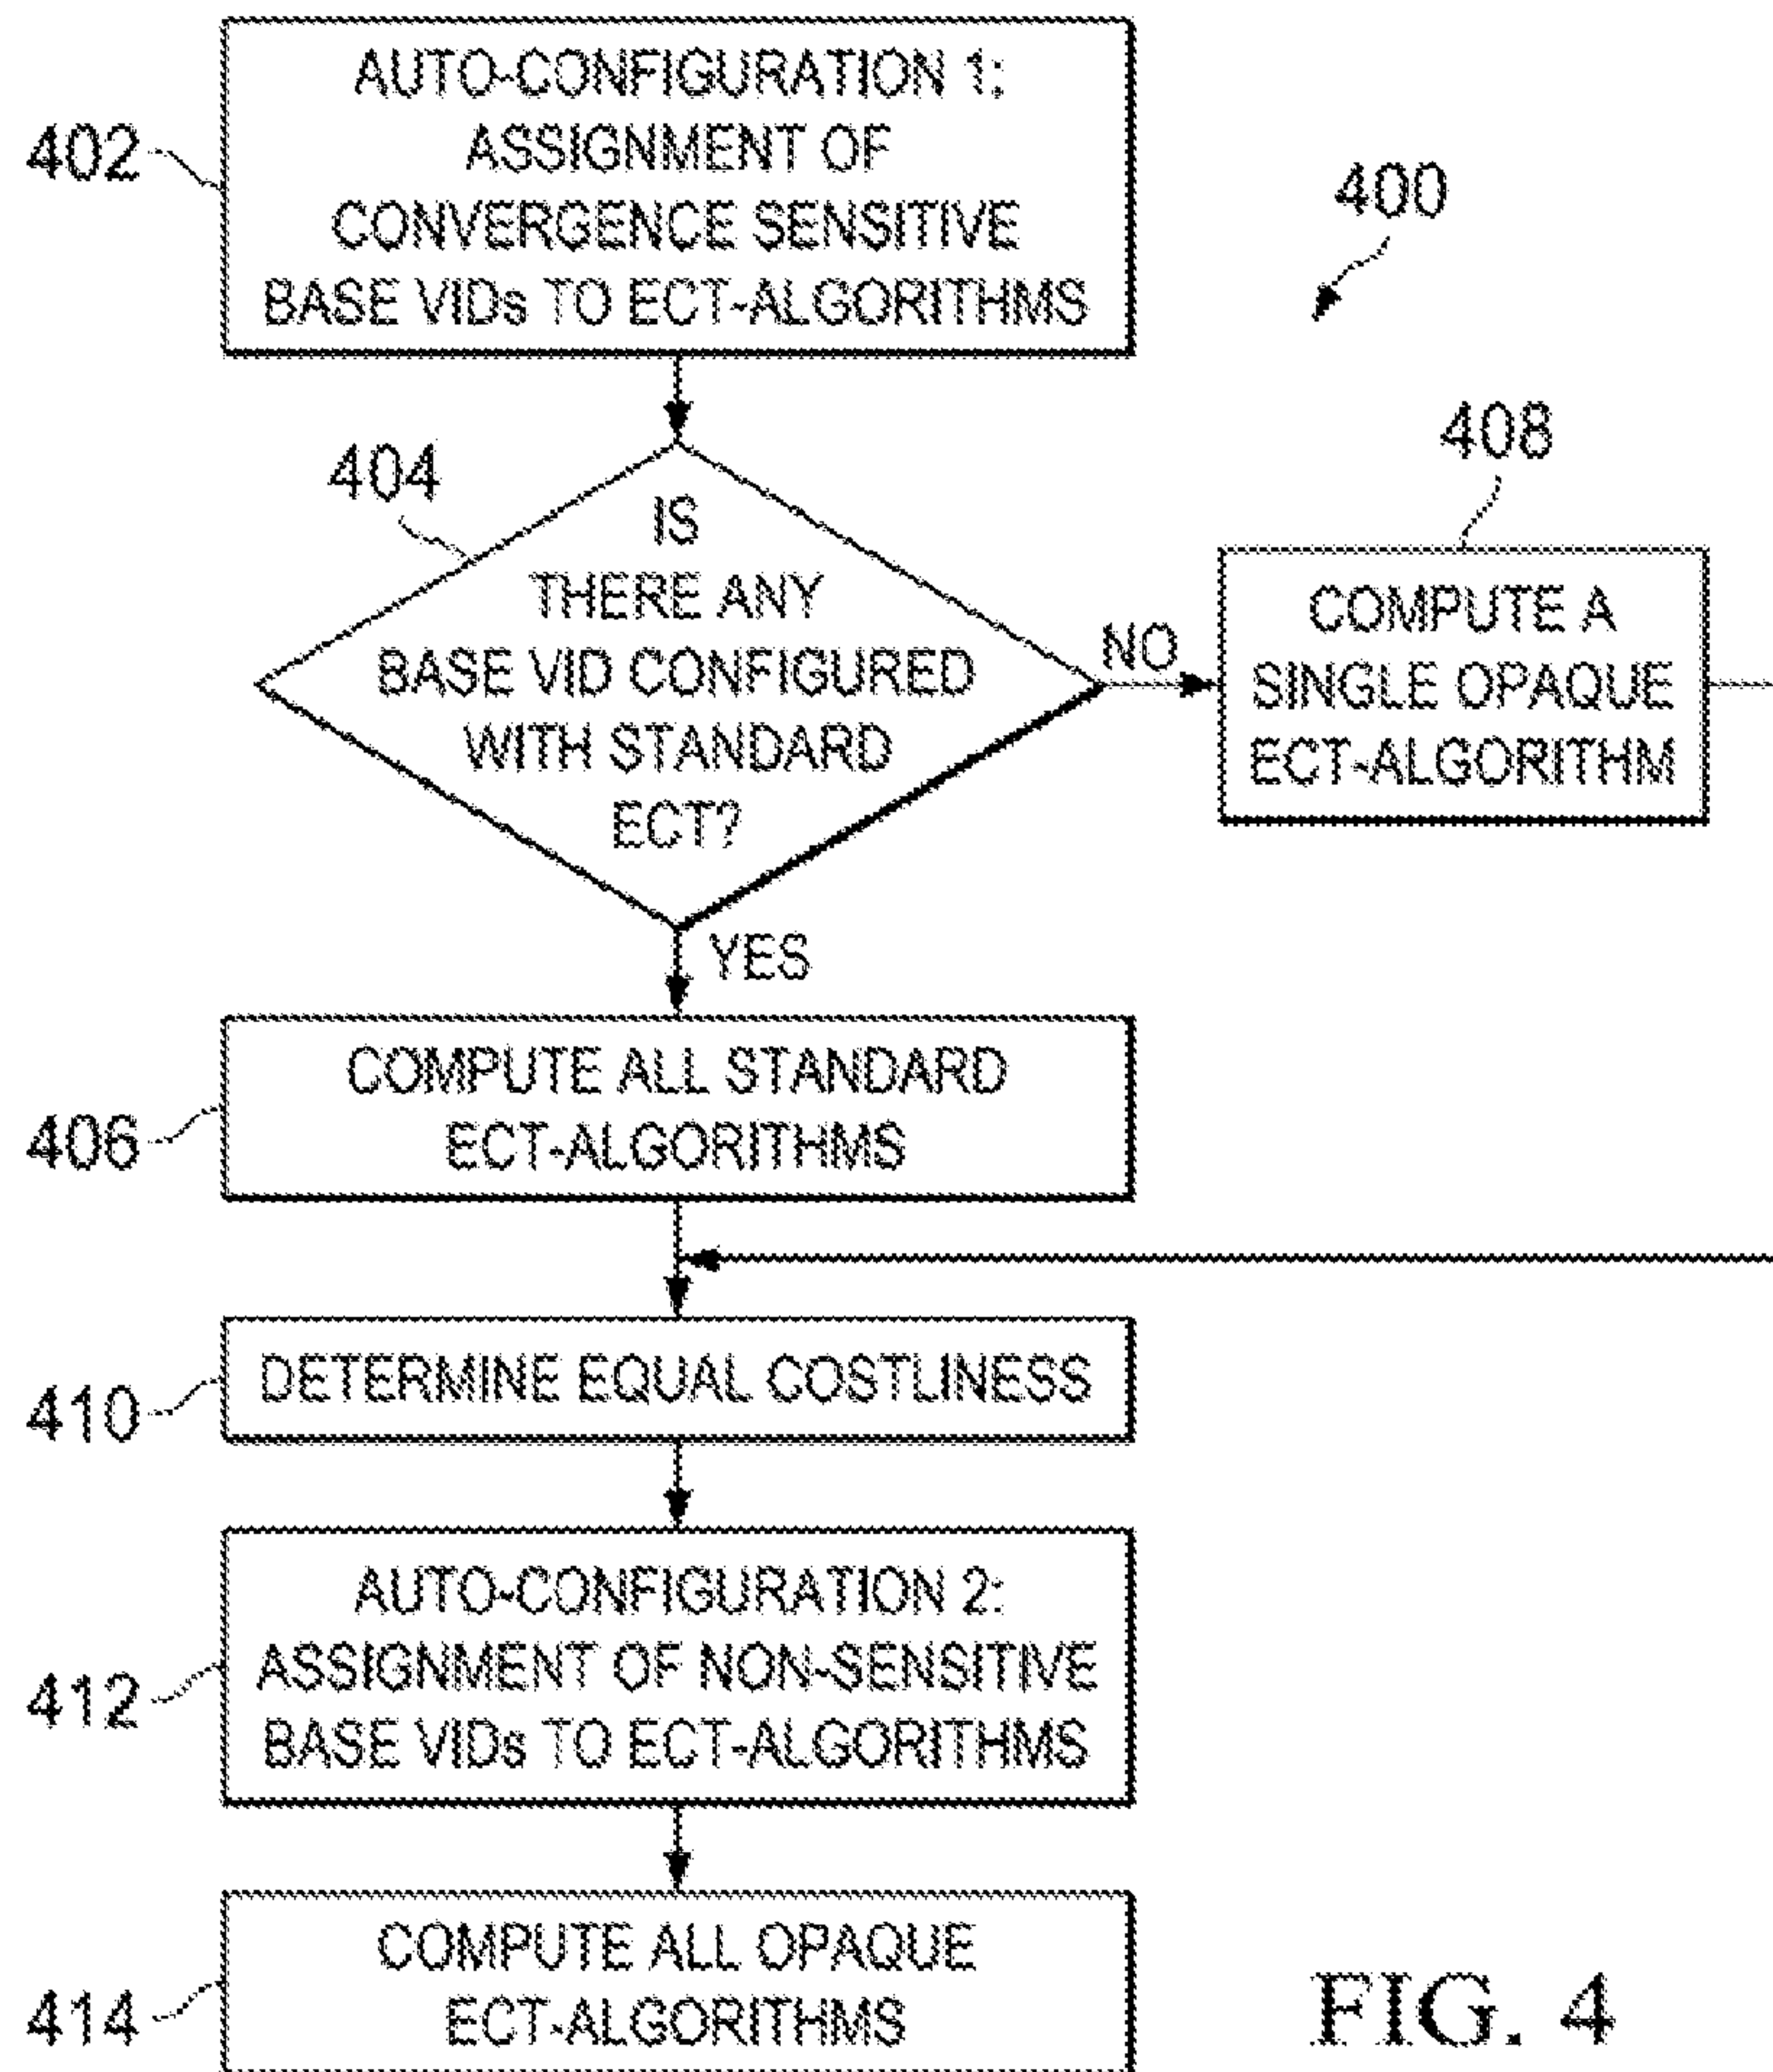 AUTO-CONFIGURATION 1:
ASSIGNMENT OF
CONVERGENCE SENSITIVE
BASE VIDs TO ECT-ALGORITHMS
402
400
404
IS
THERE ANY
BASE VID CONFIGURED
WITH STANDARD
ECT?
NO
408
COMPUTE A
SINGLE OPAQUE
ECT-ALGORITHM
YES
COMPUTE ALL STANDARD
ECT-ALGORITHMS
406
DETERMINE EQUAL COSTLINESS
410
AUTO-CONFIGURATION 2:
ASSIGNMENT OF NON-SENSITIVE
BASE VIDs TO ECT-ALGORITHMS
412
COMPUTE ALL OPAQUE
ECT-ALGORITHMS
414
FIG. 4